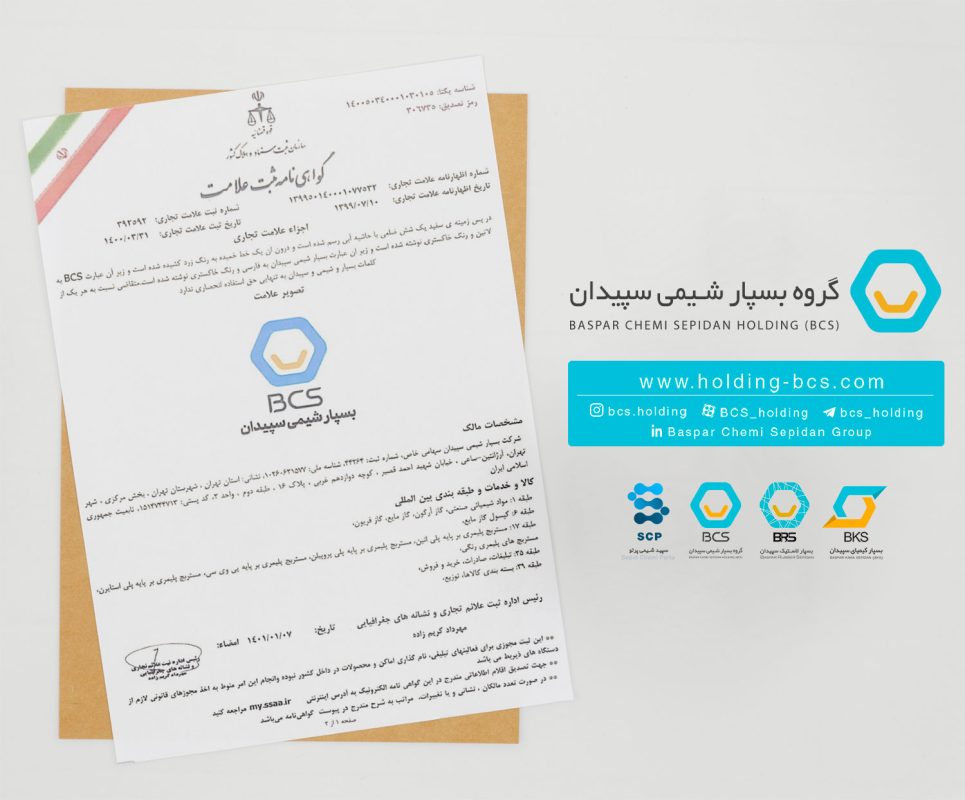 شناسه یکتا: ۱۴۰۰۵۰۳۴۰۰۰۱۰۳۰۱۰۵
رمز تصدیق: ۳۰۶۷۳۵
قوه قضائیه
سازمان ثبت اسناد و املاک کشور
گواهی نامه ثبت علامت
شماره اظهارنامه علامت تجاری: ۱۳۹۹۵۰۱۴۰۰۰۱۰۷۷۵۳۲
شماره ثبت علامت تجاری: ۳۹۲۵۹۲
تاریخ اظهارنامه علامت تجاری: ۱۳۹۹/۰۷/۱۰
تاریخ ثبت علامت تجاری: ۱۴۰۰/۰۳/۳۱
اجزاء علامت تجاری
در پس زمینه ی سفید یک شش ضلعی با حاشیه آبی رسم شده است و درون آن یک خط خمیده به رنگ زرد کشیده شده است و زیر آن عبارت BCS به
لاتین و رنگ خاکستری نوشته شده است و زیر آن عبارت بسپار شیمی سپیدان به فارسی و رنگ خاکستری نوشته شده است.متقاضی نسبت به هر یک از
کلمات بسپار و شیمی و سپیدان به تنهایی حق استفاده انحصاری ندارد
تصویر علامت
BCS
بسپار شیمی سپیدان
مشخصات مالک
شرکت بسپار شیمی سپیدان سهامی خاص، شماره ثبت: ۴۴۲۶۴، شناسه ملی: ۱۰۲۶۰۶۳۱۵۷۷، نشانی: استان تهران ، شهرستان تهران ، بخش مرکزی ، شهر
تهران، آرژانتین-ساعی ، خیابان شهید احمد قصیر ، کوچه دوازدهم غربی ، پلاک ۱۶ ، طبقه دوم ، واحد ۲، کد پستی: ۱۵۱۳۷۴۳۷۱۳، تابعیت جمهوری
اسلامی ایران
کالا و خدمات و طبقه بندی بین المللی
طبقه ۱: مواد شیمیائی صنعتی، گاز آرگون، گاز مایع، گاز فریون.
طبقه ۶: کپسول گاز مایع.
طبقه ۱۷: مستربچ پلیمری بر پایه پلی اتیلن، مستربچ پلیمری بر پایه پلی پروپیلن، مستربچ پلیمری بر پایه پی وی سی، مستربچ پلیمری بر پایه پلی استایرن،
مستربچ های پلیمری رنگی.
طبقه ۳۵: تبلیغات، صادرات، خرید و فروش.
طبقه ۳۹: بسته بندی کالاها، توزیع.
رئیس اداره ثبت علائم تجاری و نشانه های جغرافیایی
تاریخ: ۱۴۰۱/۰۱/۰۷ امضاء:
مهرداد کریم زاده
رئیس اداره ثبت علائم تجاری
و نشانه های جغرافیایی
مهرداد کریم زاده
** این ثبت مجوزی برای فعالیتهای تبلیغی، نام گذاری اماکن و محصولات در داخل کشور نبوده وانجام این امر منوط به اخذ مجوزهای قانونی لازم از
دستگاه های ذیربط می باشد
** جهت تصدیق اقلام اطلاعاتی مندرج در این گواهی نامه الکترونیک به آدرس اینترنتی my.ssaa.ir مراجعه کنید
** در صورت تعدد مالکان ، نشانی و یا تغییرات، مراتب به شرح مندرج در پیوست گواهی‌نامه می‌باشد
صفحه ۱ از ۲
گروه بسپار شیمی سپیدان
BASPAR CHEMI SEPIDAN HOLDING (BCS)
www.holding-bcs.com
bcs.holding BCS_holding bcs_holding
in Baspar Chemi Sepidan Group
SCP
سپهر شیمی پرتو
BCS
گروه بسپار شیمی سپیدان
BRS
بسپار لاستیک سپیدان
BKS
بسپار کیمیای سپیدان